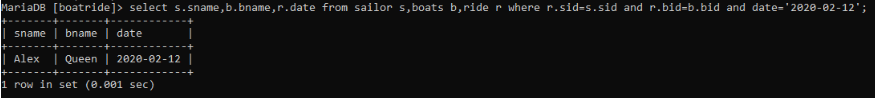 MariaDB [boatride]> select s.sname,b.bname,r.date from sailor s,boats b,ride r where r.sid=s.sid and r.bid=b.bid and date='2020-02-12';
+-------+-------+------------+
| sname | bname | date       |
+-------+-------+------------+
| Alex  | Queen | 2020-02-12 |
+-------+-------+------------+
1 row in set (0.001 sec)